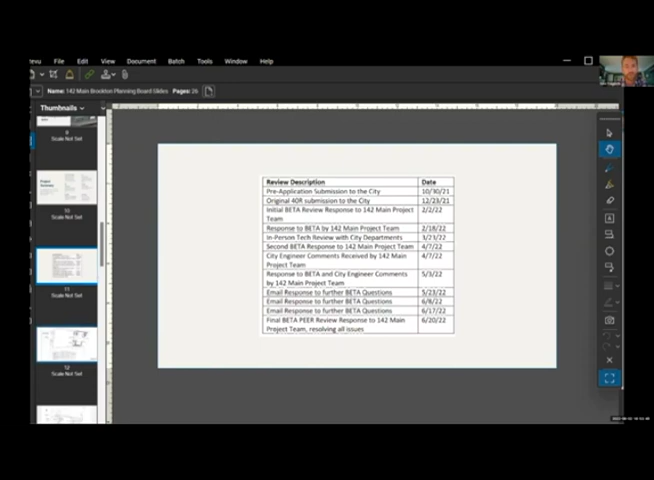 File Edit View Document Batch Tools Window Help
Name: 142 Main Brockton Planning Board Slides Pages: 26
Thumbnails
Scale Not Set
10
Scale Not Set
11
Scale Not Set
12
Scale Not Set
Review Description Date
Pre-Application Submission to the City 10/30/21
Original 40R submission to the City 12/23/21
Initial BETA Review Response to 142 Main Project 2/2/22
Team
Response to BETA by 142 Main Project Team 2/18/22
In-Person Tech Review with City Departments 3/23/22
Second BETA Response to 142 Main Project Team 4/7/22
City Engineer Comments Received by 142 Main 4/7/22
Project Team
Response to BETA and City Engineer Comments 5/3/22
by 142 Main Project Team
Email Response to further BETA Questions 5/23/22
Email Response to further BETA Questions 6/8/22
Email Response to further BETA Questions 6/17/22
Final BETA PEER Review Response to 142 Main 6/20/22
Project Team, resolving all issues